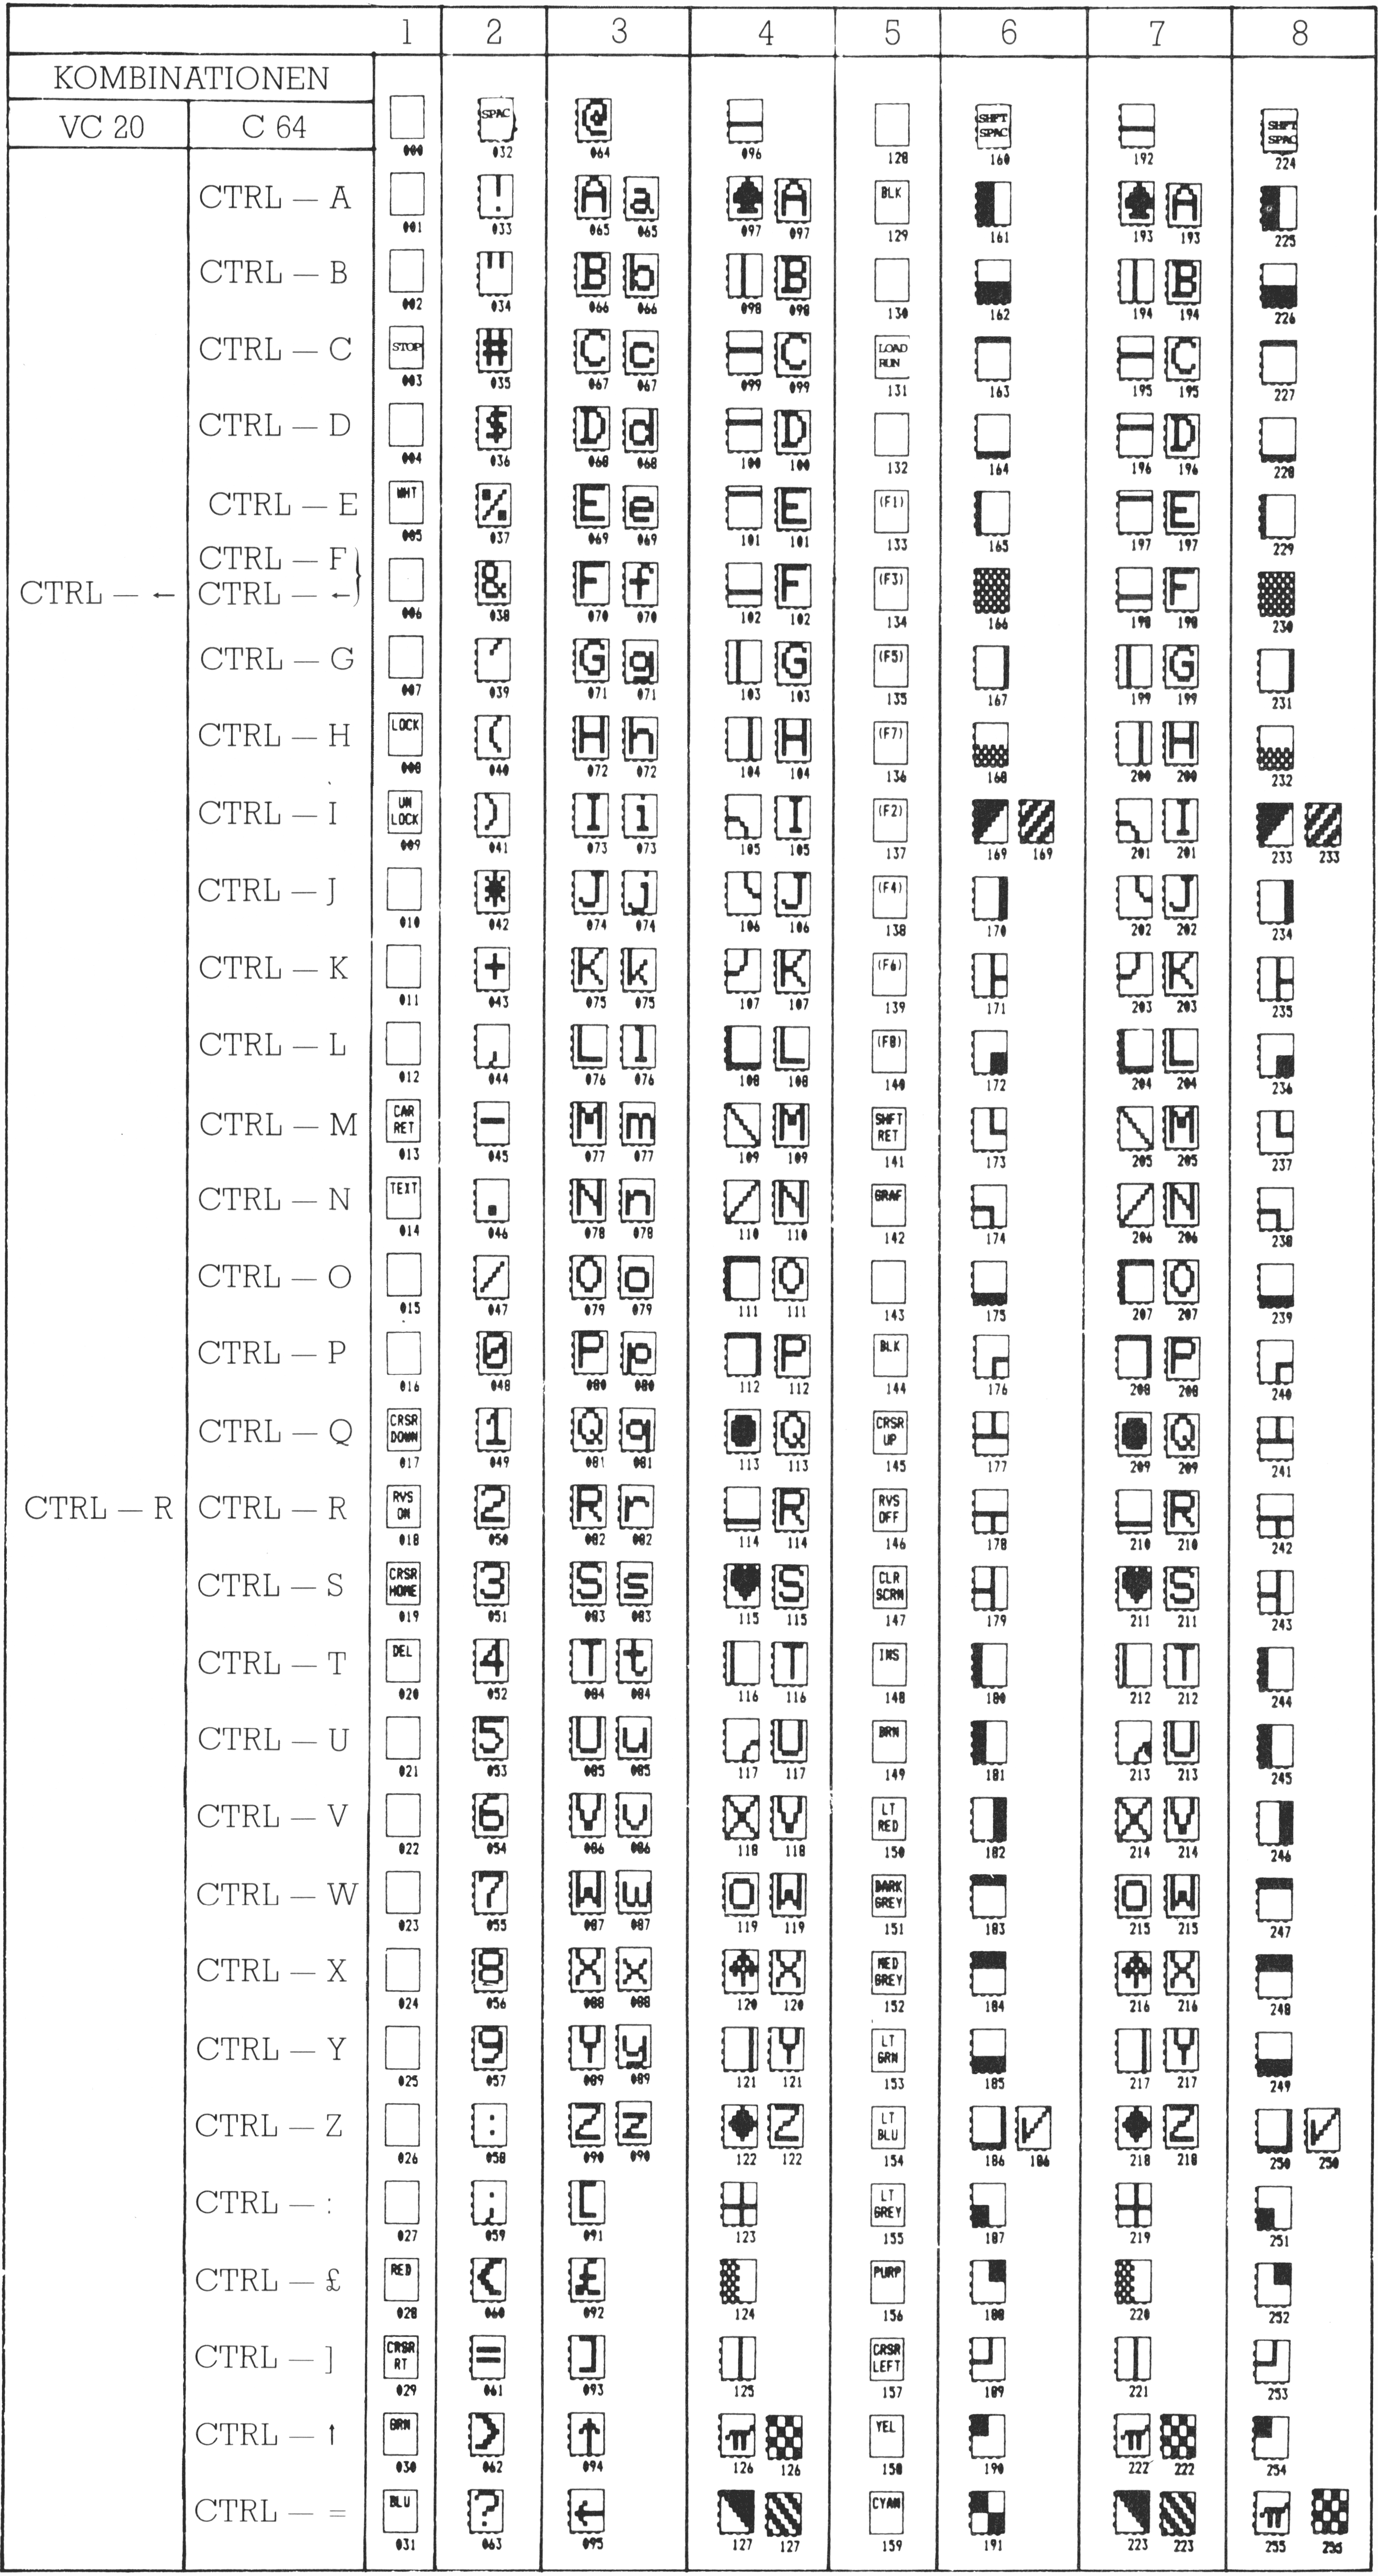 1 2 3 4 5 6 7 8
KOMBINATIONEN
VC 20 C 64
SPAC @ SHFT SPAC SHFT SPAC
000 032 064 096 128 160 192 224
CTRL — A ! A a A BLK A
001 033 065 065 097 097 129 161 193 193 225
CTRL — B " B b B B
002 034 066 066 098 098 130 162 194 194 226
CTRL — C STOP # C c C LOAD RUN C
003 035 067 067 099 099 131 163 195 195 227
CTRL — D $ D d D D
004 036 068 068 100 100 132 164 196 196 228
CTRL — E WHT % E e E (F1) E
005 037 069 069 101 101 133 165 197 197 229
CTRL — F
CTRL — ← CTRL — ← & F f F (F3) F
006 038 070 070 102 102 134 166 198 198 230
CTRL — G ' G g G (F5) G
007 039 071 071 103 103 135 167 199 199 231
CTRL — H LOCK ( H h H (F7) H
008 040 072 072 104 104 136 168 200 200 232
CTRL — I UN LOCK ) I i I (F2) I
009 041 073 073 105 105 137 169 169 201 201 233 233
CTRL — J * J j J (F4) J
010 042 074 074 106 106 138 170 202 202 234
CTRL — K + K k K (F6) K
011 043 075 075 107 107 139 171 203 203 235
CTRL — L , L l L (F8) L
012 044 076 076 108 108 140 172 204 204 236
CTRL — M CAR RET - M m M SHFT RET M
013 045 077 077 109 109 141 173 205 205 237
CTRL — N TEXT . N n N GRAF N
014 046 078 078 110 110 142 174 206 206 238
CTRL — O / O o O O
015 047 079 079 111 111 143 175 207 207 239
CTRL — P 0 P p P BLK P
016 048 080 080 112 112 144 176 208 208 240
CTRL — Q CRSR DOWN 1 Q q Q CRSR UP Q
017 049 081 081 113 113 145 177 209 209 241
CTRL — R CTRL — R RVS ON 2 R r R RVS OFF R
018 050 082 082 114 114 146 178 210 210 242
CTRL — S CRSR HOME 3 S s S CLR SCRN S
019 051 083 083 115 115 147 179 211 211 243
CTRL — T DEL 4 T t T INS T
020 052 084 084 116 116 148 180 212 212 244
CTRL — U 5 U u U BRN U
021 053 085 085 117 117 149 181 213 213 245
CTRL — V 6 V v V LT RED V
022 054 086 086 118 118 150 182 214 214 246
CTRL — W 7 W w W DARK GREY W
023 055 087 087 119 119 151 183 215 215 247
CTRL — X 8 X x X MED GREY X
024 056 088 088 120 120 152 184 216 216 248
CTRL — Y 9 Y y Y LT GRN Y
025 057 089 089 121 121 153 185 217 217 249
CTRL — Z : Z z Z LT BLU Z
026 058 090 090 122 122 154 186 186 218 218 250 250
CTRL — : ; [ LT GREY
027 059 091 123 155 187 219 251
CTRL — £ RED < £ PURP
028 060 092 124 156 188 220 252
CTRL — ] CRSR RT = ] CRSR LEFT
029 061 093 125 157 189 221 253
CTRL — ↑ GRN > ↑ π YEL π
030 062 094 126 126 158 190 222 222 254
CTRL — = BLU ? ← CYAN π
031 063 095 127 127 159 191 223 223 255 255